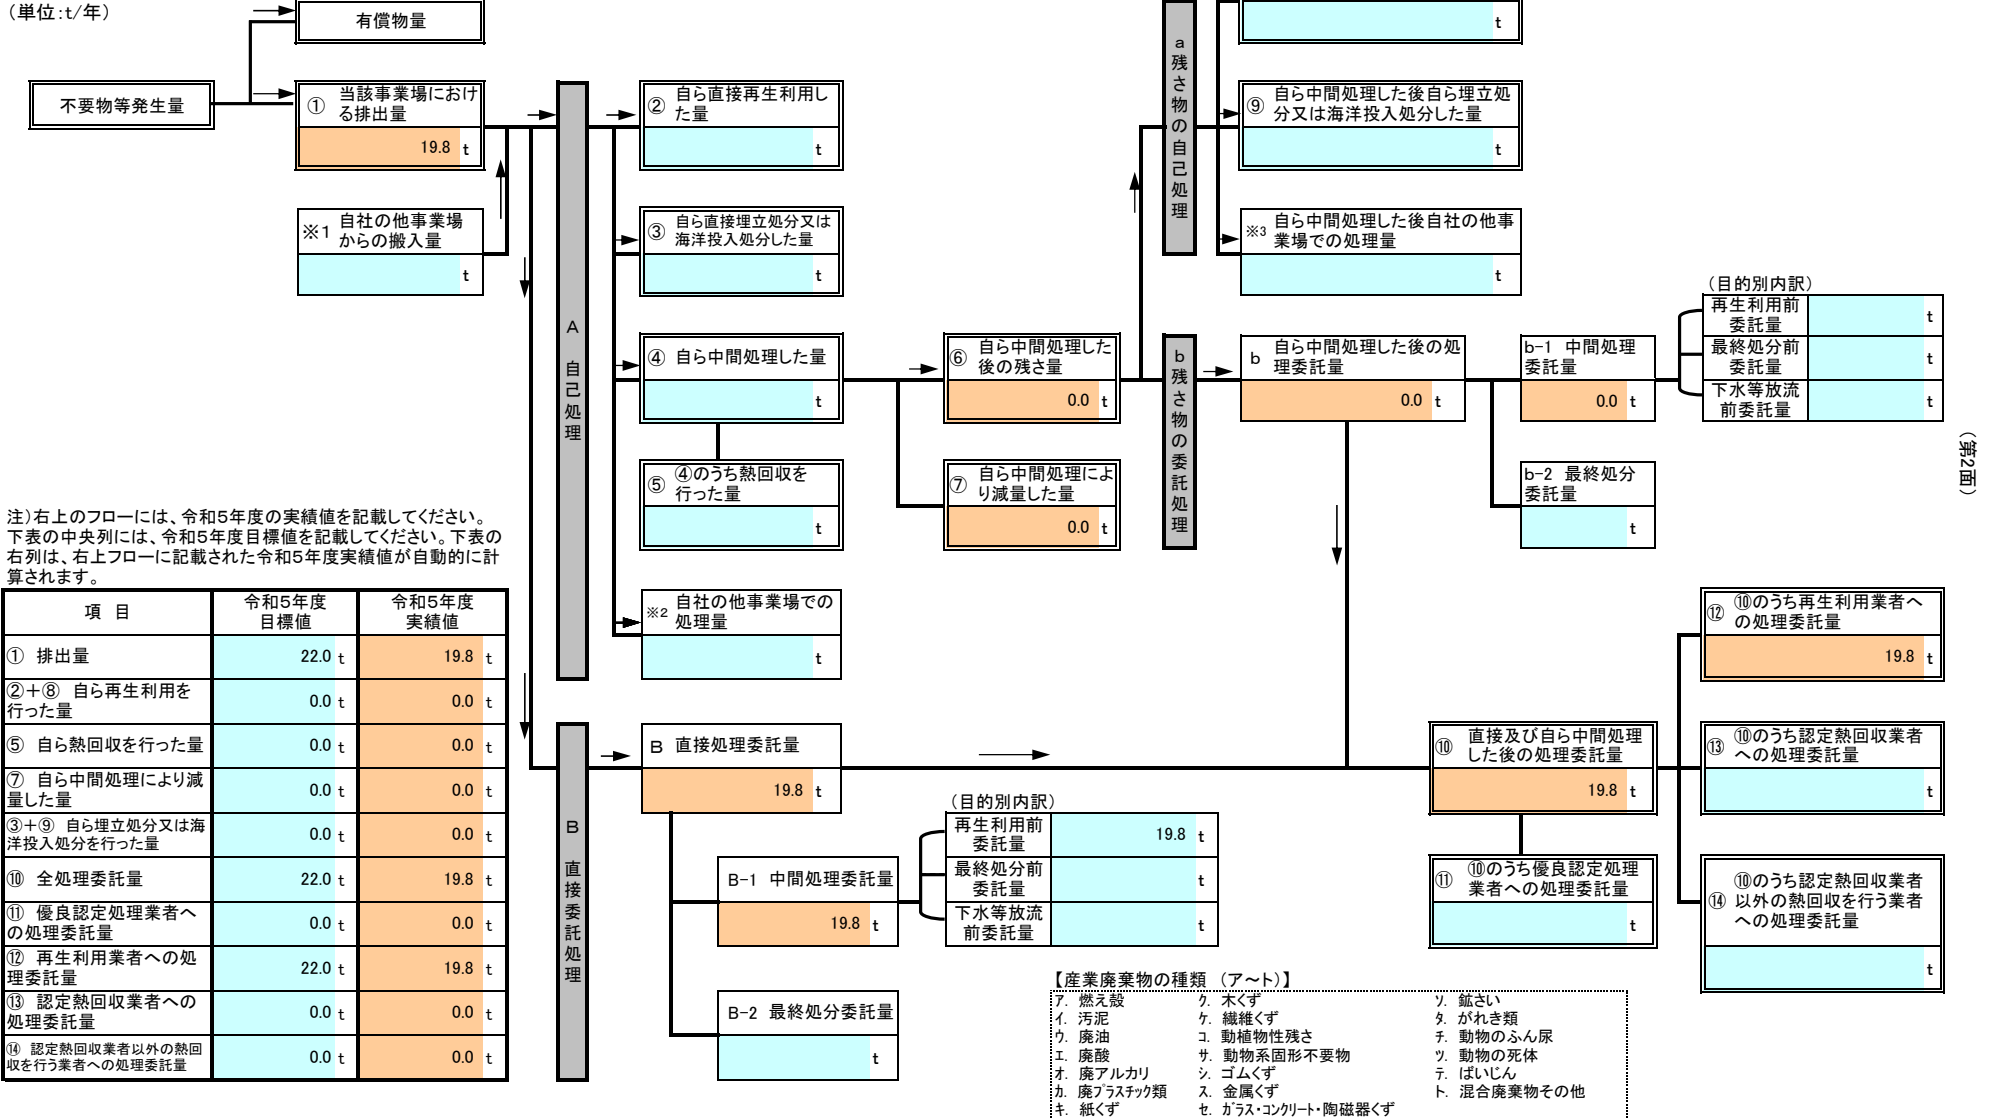 （単位:t/年）
有償物量
t
不要物等発生量
① 当該事業場におけ
る排出量
19.8 t
※1 自社の他事業場
からの搬入量
t
A 自己処理
② 自ら直接再生利用し
た量
t
③ 自ら直接埋立処分又は
海洋投入処分した量
t
④ 自ら中間処理した量
t
⑤ ④のうち熱回収を
行った量
t
※2 自社の他事業場での
処理量
t
⑥ 自ら中間処理した
後の残さ量
0.0 t
⑦ 自ら中間処理によ
り減量した量
0.0 t
a残さ物の自己処理
⑨ 自ら中間処理した後自ら埋立処
分又は海洋投入処分した量
t
※3 自ら中間処理した後自社の他事
業場での処理量
t
b残さ物の委託処理
b 自ら中間処理した後の処
理委託量
0.0 t
b-1 中間処理
委託量
0.0 t
b-2 最終処分
委託量
t
（目的別内訳）
再生利用前
委託量
t
最終処分前
委託量
t
下水等放流
前委託量
t
（第2面）
注）右上のフローには、令和5年度の実績値を記載してください。
下表の中央列には、令和5年度目標値を記載してください。下表の
右列は、右上フローに記載された令和5年度実績値が自動的に計
算されます。
項 目
令和5年度
目標値
令和5年度
実績値
① 排出量 22.0 t 19.8 t
②＋⑧ 自ら再生利用を
行った量 0.0 t 0.0 t
⑤ 自ら熱回収を行った量 0.0 t 0.0 t
⑦ 自ら中間処理により減
量した量 0.0 t 0.0 t
③＋⑨ 自ら埋立処分又は海
洋投入処分を行った量 0.0 t 0.0 t
⑩ 全処理委託量 22.0 t 19.8 t
⑪ 優良認定処理業者へ
の処理委託量 0.0 t 0.0 t
⑫ 再生利用業者への処
理委託量 22.0 t 19.8 t
⑬ 認定熱回収業者への
処理委託量 0.0 t 0.0 t
⑭ 認定熱回収業者以外の熱回
収を行う業者への処理委託量 0.0 t 0.0 t
B 直接委託処理
B 直接処理委託量
19.8 t
B-1 中間処理委託量
19.8 t
B-2 最終処分委託量
t
（目的別内訳）
再生利用前
委託量
19.8 t
最終処分前
委託量
t
下水等放流
前委託量
t
⑩ 直接及び自ら中間処理
した後の処理委託量
19.8 t
⑪ ⑩のうち優良認定処理
業者への処理委託量
t
⑫ ⑩のうち再生利用業者へ
の処理委託量
19.8 t
⑬ ⑩のうち認定熱回収業者
への処理委託量
t
⑭ ⑩のうち認定熱回収業者
以外の熱回収を行う業者
への処理委託量
t
【産業廃棄物の種類 （ア～ト）】
ア. 燃え殻 ク. 木くず ソ. 鉱さい
イ. 汚泥 ケ. 繊維くず タ. がれき類
ウ. 廃油 コ. 動植物性残さ チ. 動物のふん尿
エ. 廃酸 サ. 動物系固形不要物 ツ. 動物の死体
オ. 廃アルカリ シ. ゴムくず テ. ばいじん
カ. 廃プラスチック類 ス. 金属くず ト. 混合廃棄物その他
キ. 紙くず セ. ガラス・コンクリート・陶磁器くず